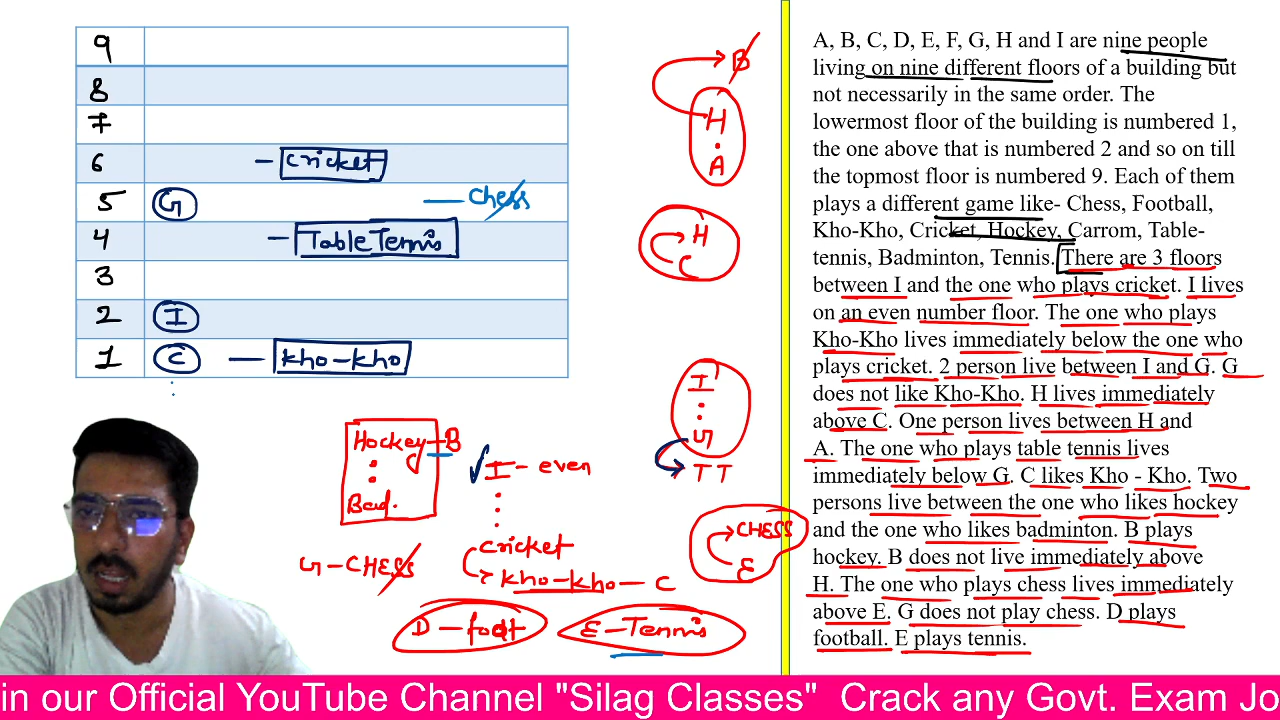 9
8
7
6 - Cricket
5 G - Chess
4 - Table Tennis
3
2 I
1 C - Kho-Kho
B
H
A
H
C
I
G
TT
CHESS
E
Hockey - B
Bad.
I - even
Cricket
Kho-Kho - C
G - CHESS
D - foot
E - Tennis
A, B, C, D, E, F, G, H and I are nine people
living on nine different floors of a building but
not necessarily in the same order. The
lowermost floor of the building is numbered 1,
the one above that is numbered 2 and so on till
the topmost floor is numbered 9. Each of them
plays a different game like- Chess, Football,
Kho-Kho, Cricket, Hockey, Carrom, Table-
tennis, Badminton, Tennis. There are 3 floors
between I and the one who plays cricket. I lives
on an even number floor. The one who plays
Kho-Kho lives immediately below the one who
plays cricket. 2 person live between I and G. G
does not like Kho-Kho. H lives immediately
above C. One person lives between H and
A. The one who plays table tennis lives
immediately below G. C likes Kho - Kho. Two
persons live between the one who likes hockey
and the one who likes badminton. B plays
hockey. B does not live immediately above
H. The one who plays chess lives immediately
above E. G does not play chess. D plays
football. E plays tennis.
in our Official YouTube Channel "Silag Classes" Crack any Govt. Exam Jo